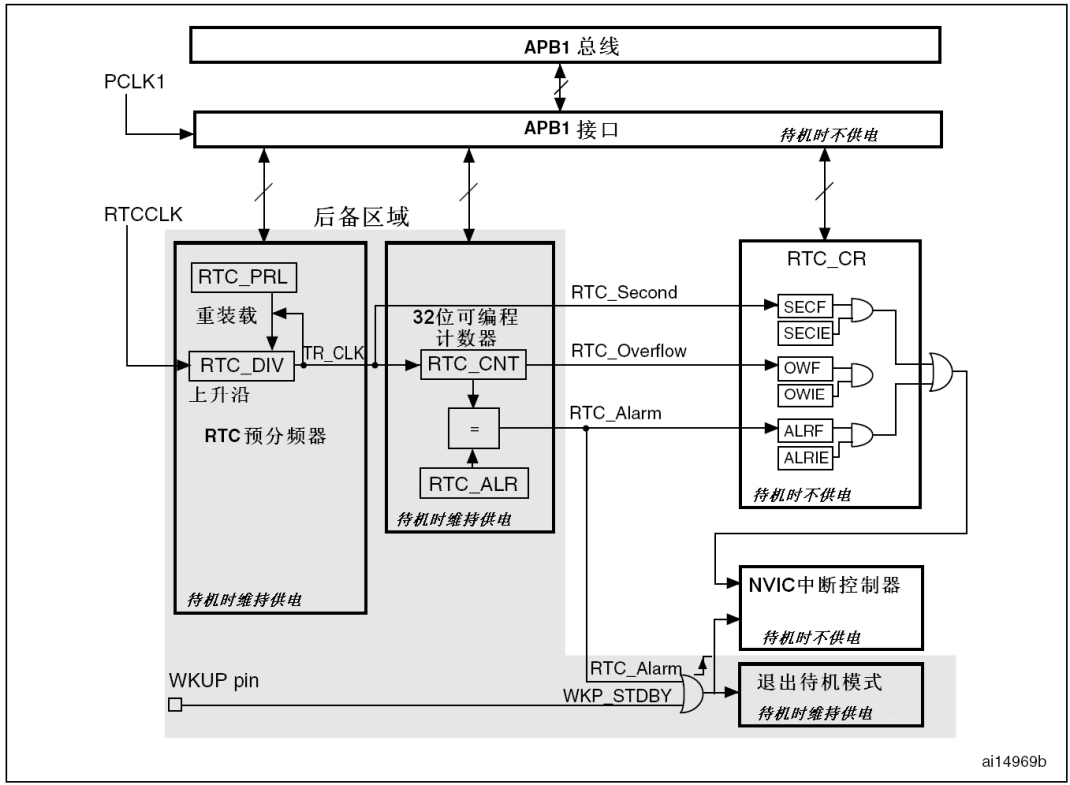 APB1 总线
PCLK1
APB1 接口
待机时不供电
RTCCLK
后备区域
RTC_CR
RTC_PRL
RTC_Second
SECF
重装载
32位可编程
计数器
SECIE
TR_CLK
RTC_Overflow
RTC_DIV
RTC_CNT
OWF
上升沿
OWIE
RTC_Alarm
RTC预分频器
=
ALRF
ALRIE
RTC_ALR
待机时不供电
待机时维持供电
NVIC中断控制器
待机时维持供电
待机时不供电
RTC_Alarm
WKUP pin
退出待机模式
WKP_STDBY
待机时维持供电
ai14969b